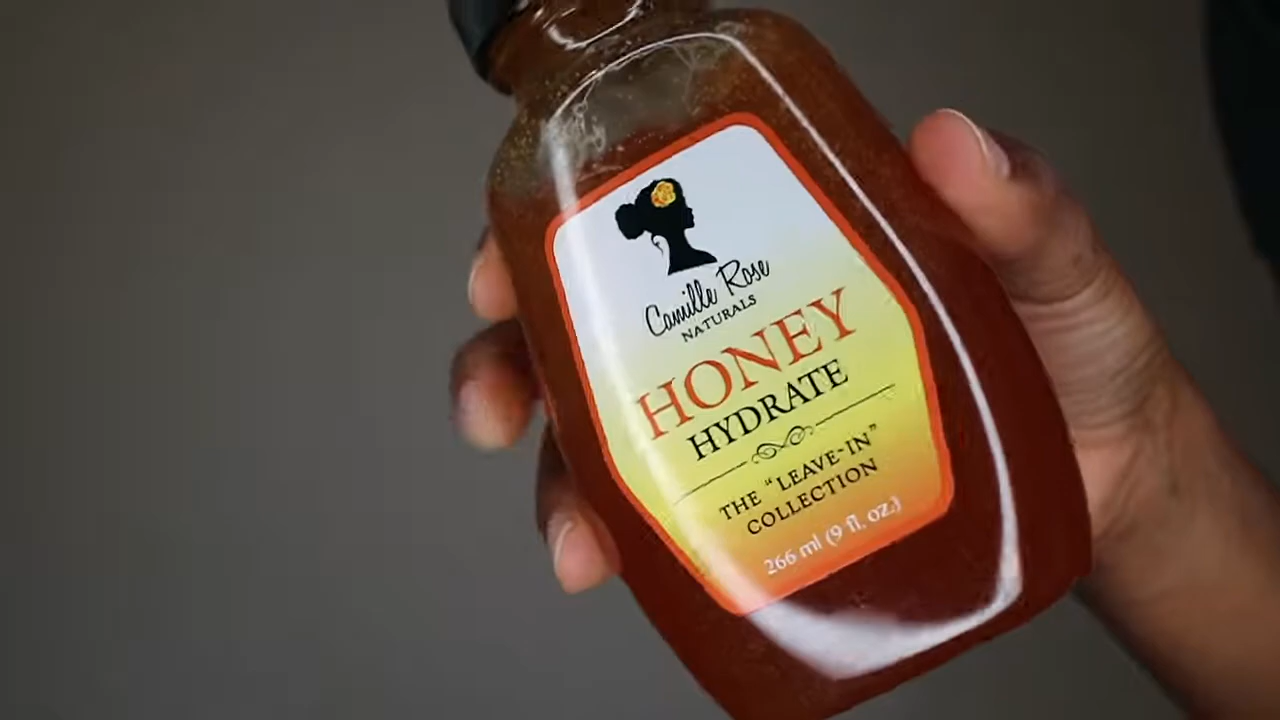 Camille Rose
NATURALS
HONEY
HYDRATE
THE “LEAVE-IN”
COLLECTION
266 ml (9 fl. oz.)